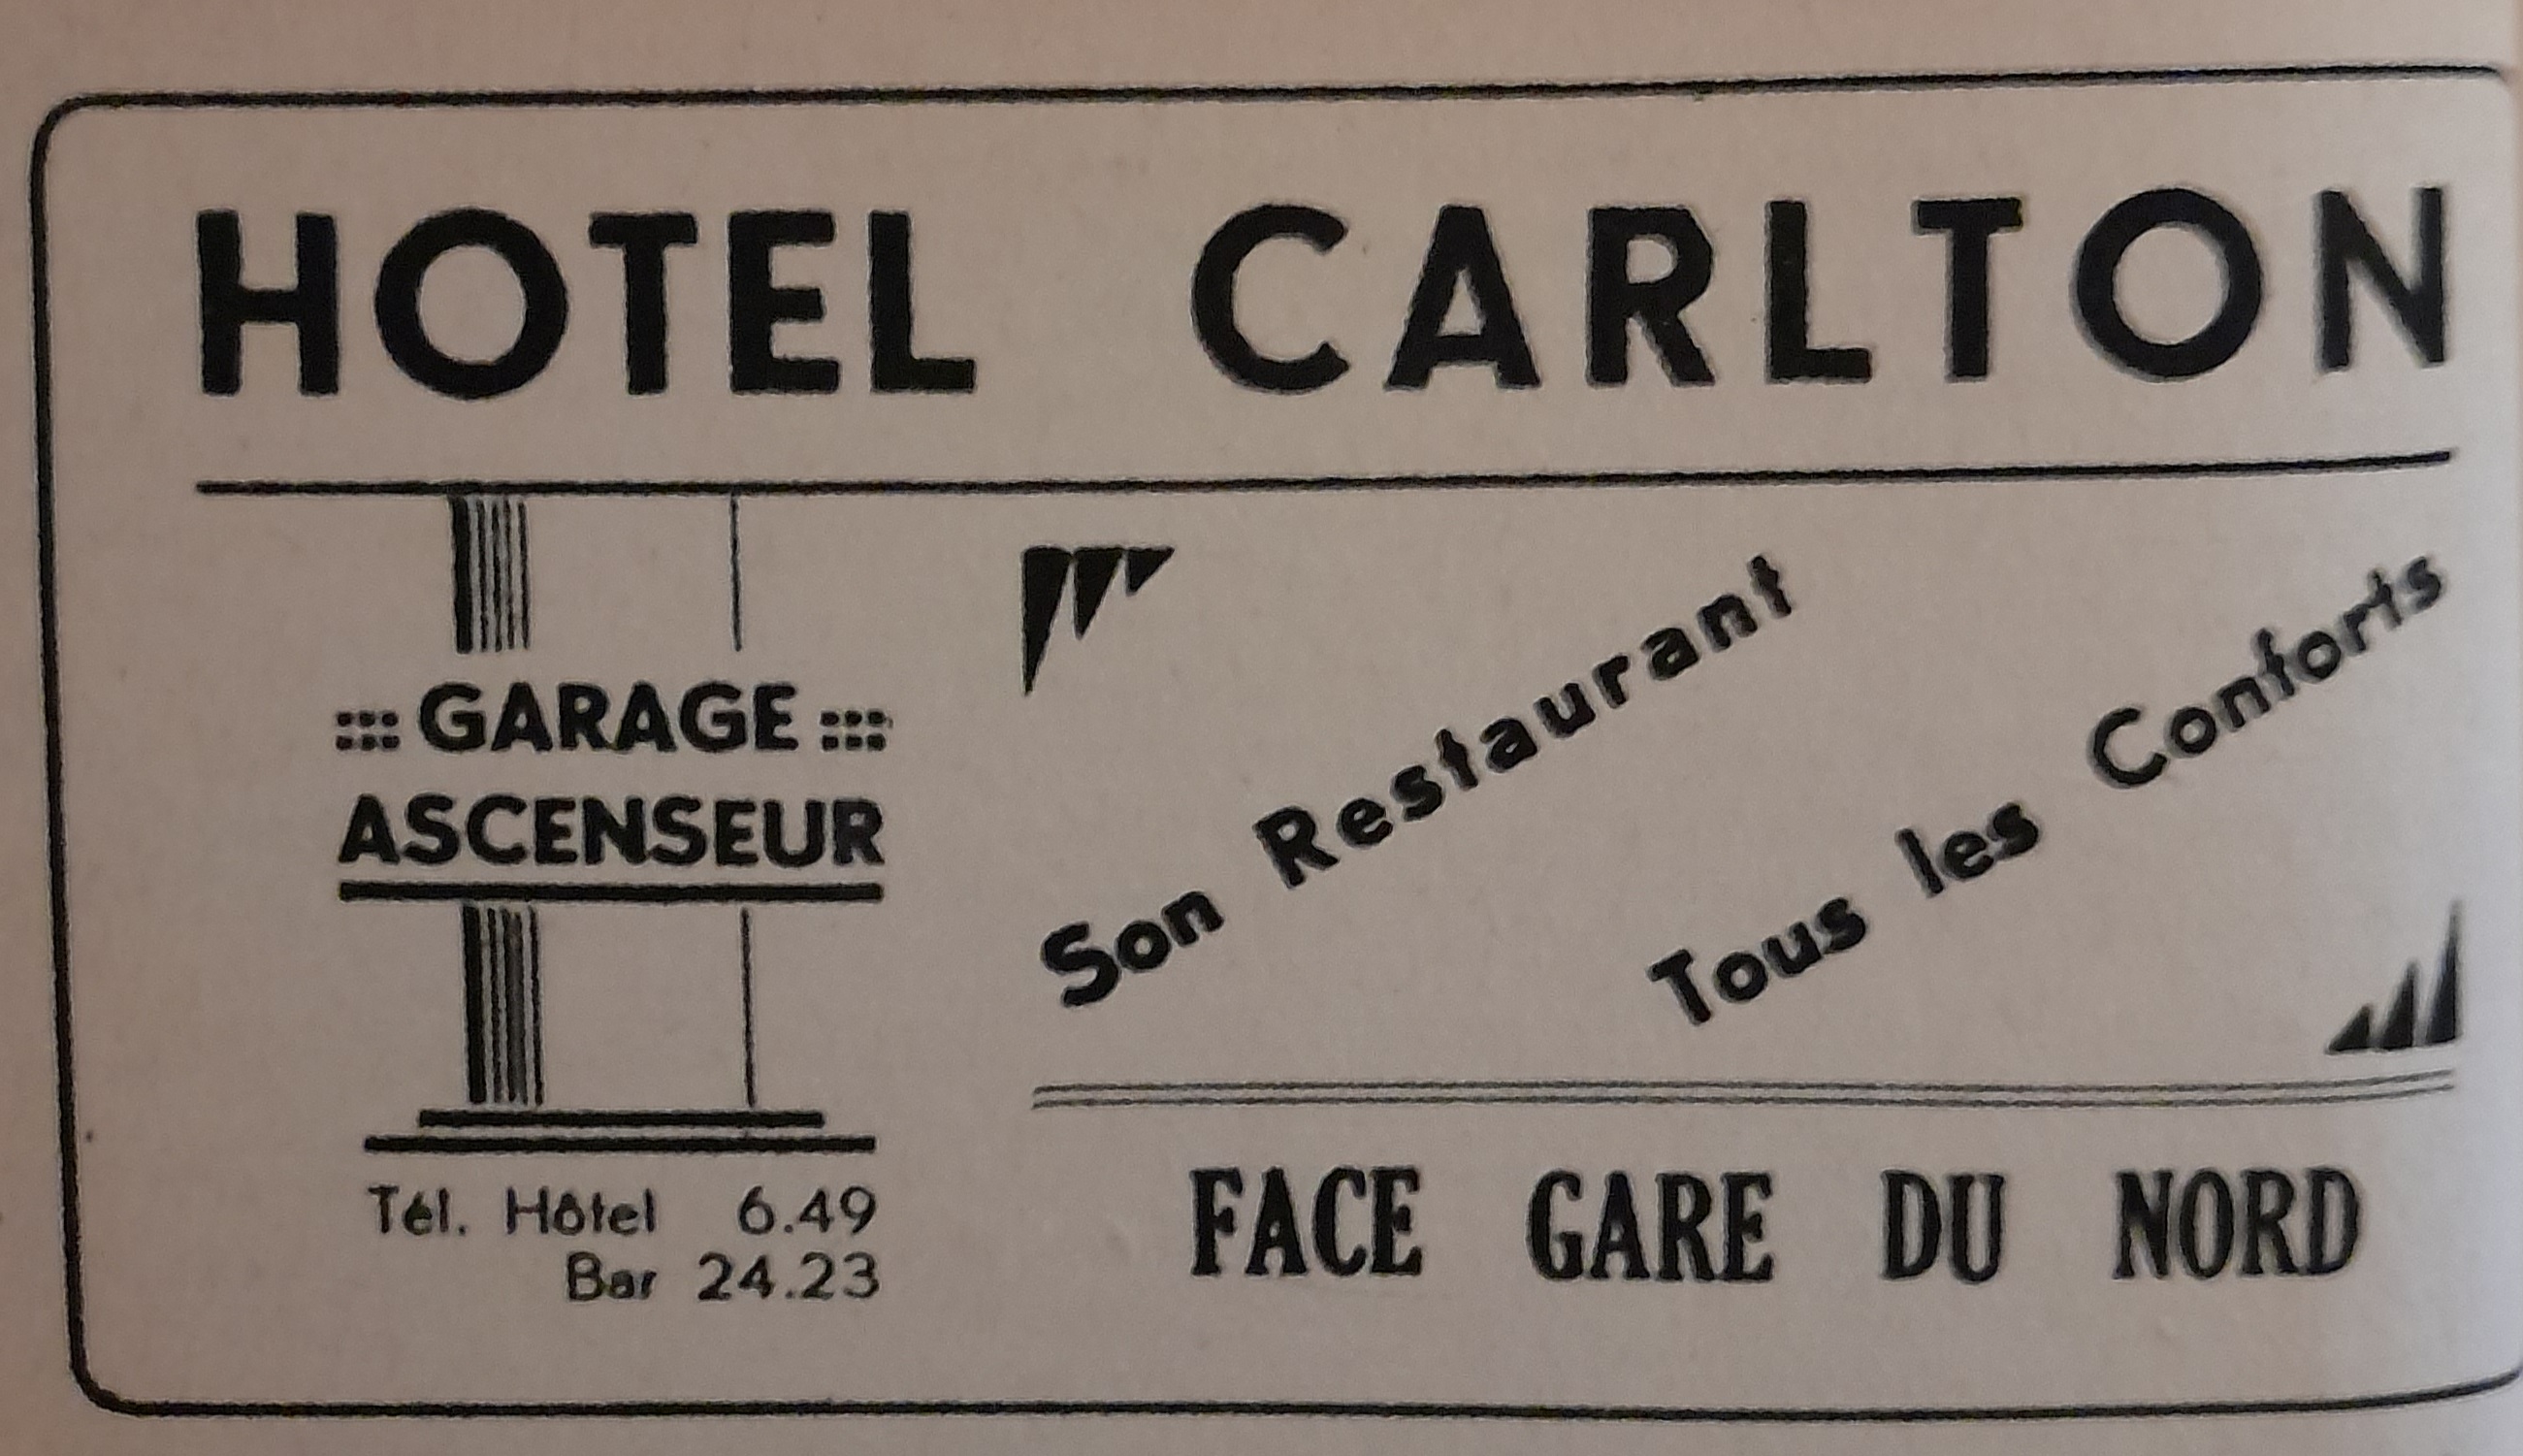 HOTEL CARLTON
::: GARAGE :::
ASCENSEUR
Tél. Hôtel 6.49
Bar 24.23
Son Restaurant
Tous les Conforts
FACE GARE DU NORD